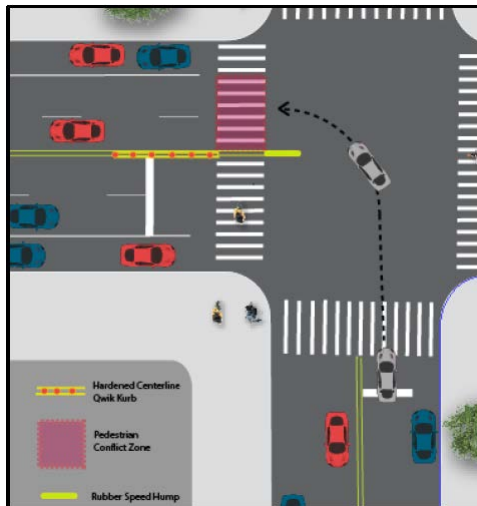 Hardened Centerline
Qwik Kurb
Pedestrian
Conflict Zone
Rubber Speed Hump